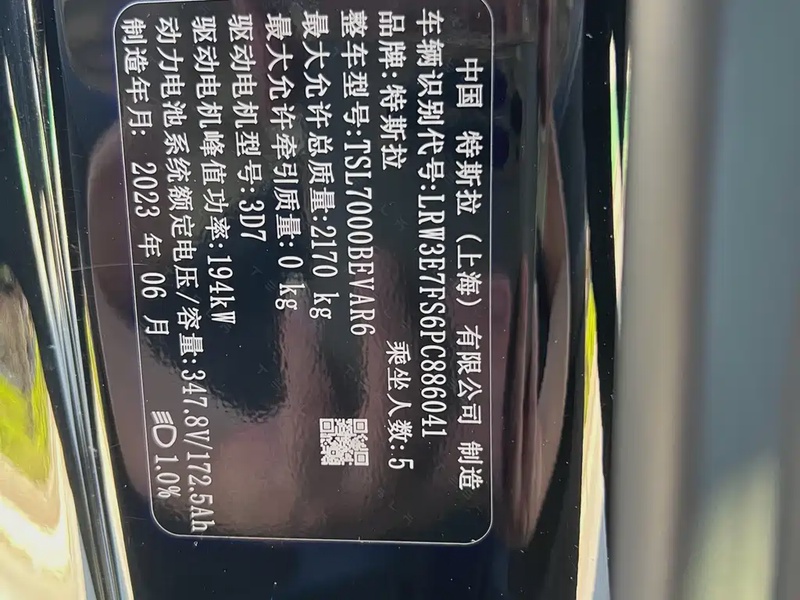 中国 特斯拉（上海）有限公司 制造
车辆识别代号:LRW3E7FS6PC886041
品牌:特斯拉 乘坐人数:5
整车型号:TSL7000BEVAR6
最大允许总质量:2170 kg
最大允许牵引质量:0 kg
驱动电机型号:3D7
驱动电机峰值功率:194kW
动力电池系统额定电压/容量:347.8V/172.5Ah
制造年月: 2023 年 06 月 1.0%